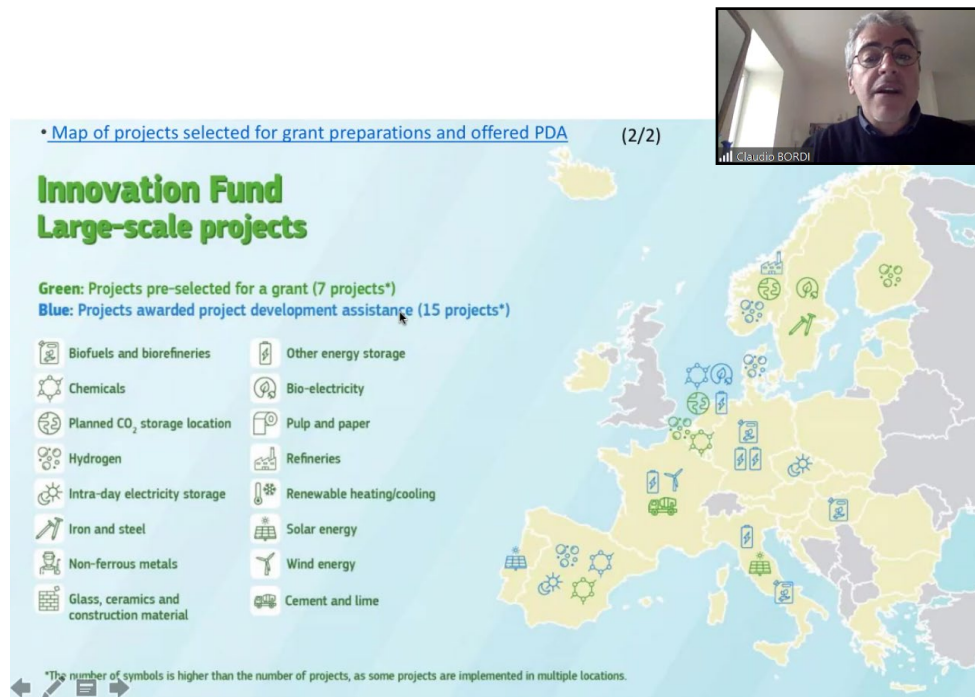 Claudio BORDI
• Map of projects selected for grant preparations and offered PDA (2/2)
Innovation Fund
Large-scale projects
Green: Projects pre-selected for a grant (7 projects*)
Blue: Projects awarded project development assistance (15 projects*)
Biofuels and biorefineries
Chemicals
Planned CO₂ storage location
Hydrogen
Intra-day electricity storage
Iron and steel
Non-ferrous metals
Glass, ceramics and
construction material
Other energy storage
Bio-electricity
Pulp and paper
Refineries
Renewable heating/cooling
Solar energy
Wind energy
Cement and lime
*The number of symbols is higher than the number of projects, as some projects are implemented in multiple locations.